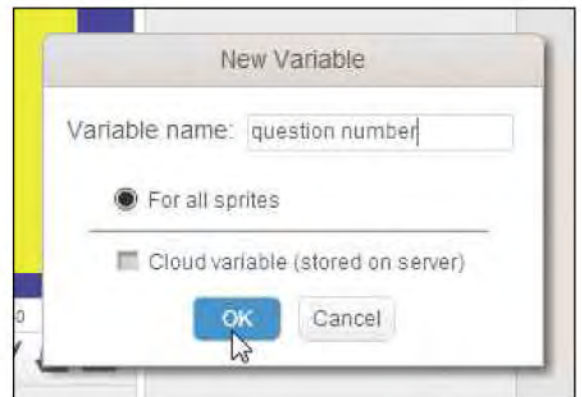 New Variable
Variable name: question number
For all sprites
Cloud variable (stored on server)
OK Cancel